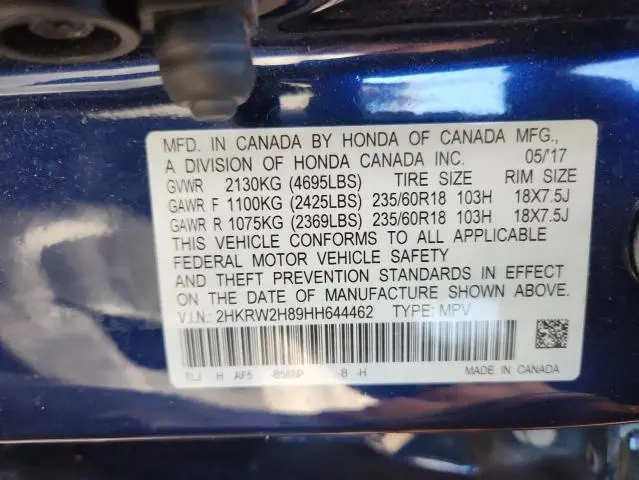 MFD. IN CANADA BY HONDA OF CANADA MFG.,
A DIVISION OF HONDA CANADA INC. 05/'17
GVWR 2130KG (4695LBS) TIRE SIZE RIM SIZE
GAWR F 1100KG (2425LBS) 235/60R18 103H 18X7.5J
GAWR R 1075KG (2369LBS) 235/60R18 103H 18X7.5J
THIS VEHICLE CONFORMS TO ALL APPLICABLE
FEDERAL MOTOR VEHICLE SAFETY
AND THEFT PREVENTION STANDARDS IN EFFECT
ON THE DATE OF MANUFACTURE SHOWN ABOVE.
V.I.N.: 2HKRW2H89HH644462 TYPE: MPV
TLJ H AF5 -B588P -B -H MADE IN CANADA